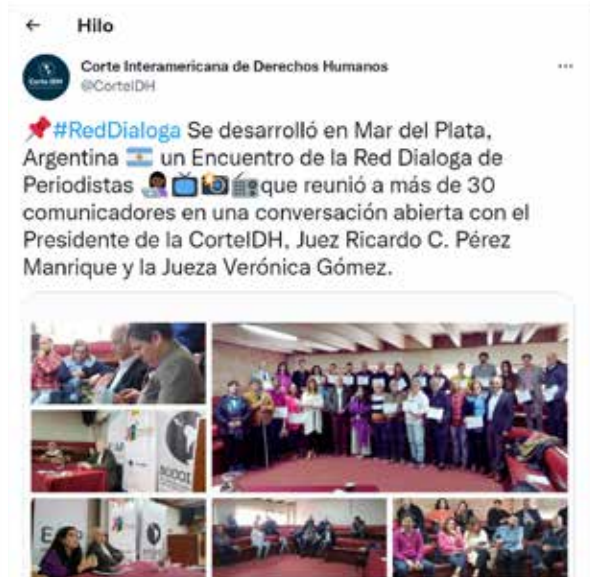 ← Hilo
Corte Interamericana de Derechos Humanos
@CorteIDH
#RedDialoga Se desarrolló en Mar del Plata,
Argentina 🇦🇷 un Encuentro de la Red Dialoga de
Periodistas que reunió a más de 30
comunicadores en una conversación abierta con el
Presidente de la CorteIDH, Juez Ricardo C. Pérez
Manrique y la Jueza Verónica Gómez.